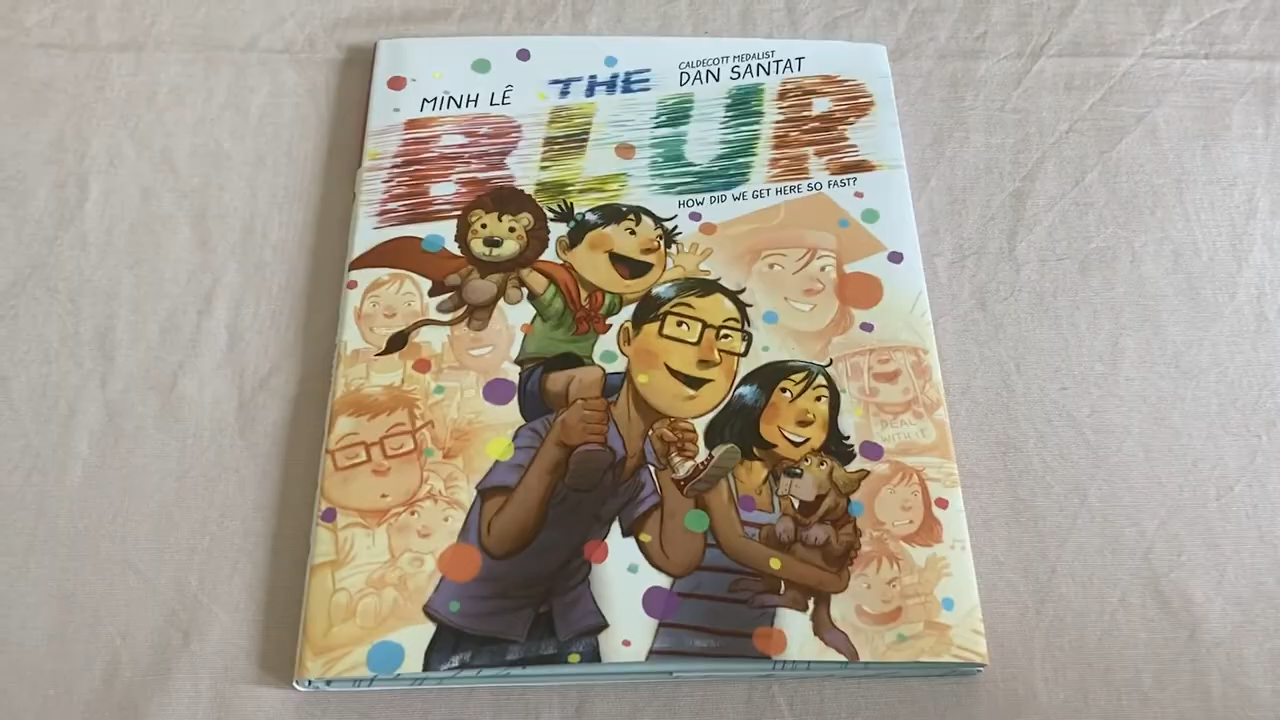 CALDECOTT MEDALIST
MINH LÊ
DAN SANTAT
THE
BLUR
HOW DID WE GET HERE SO FAST?
DEAL
WITH IT